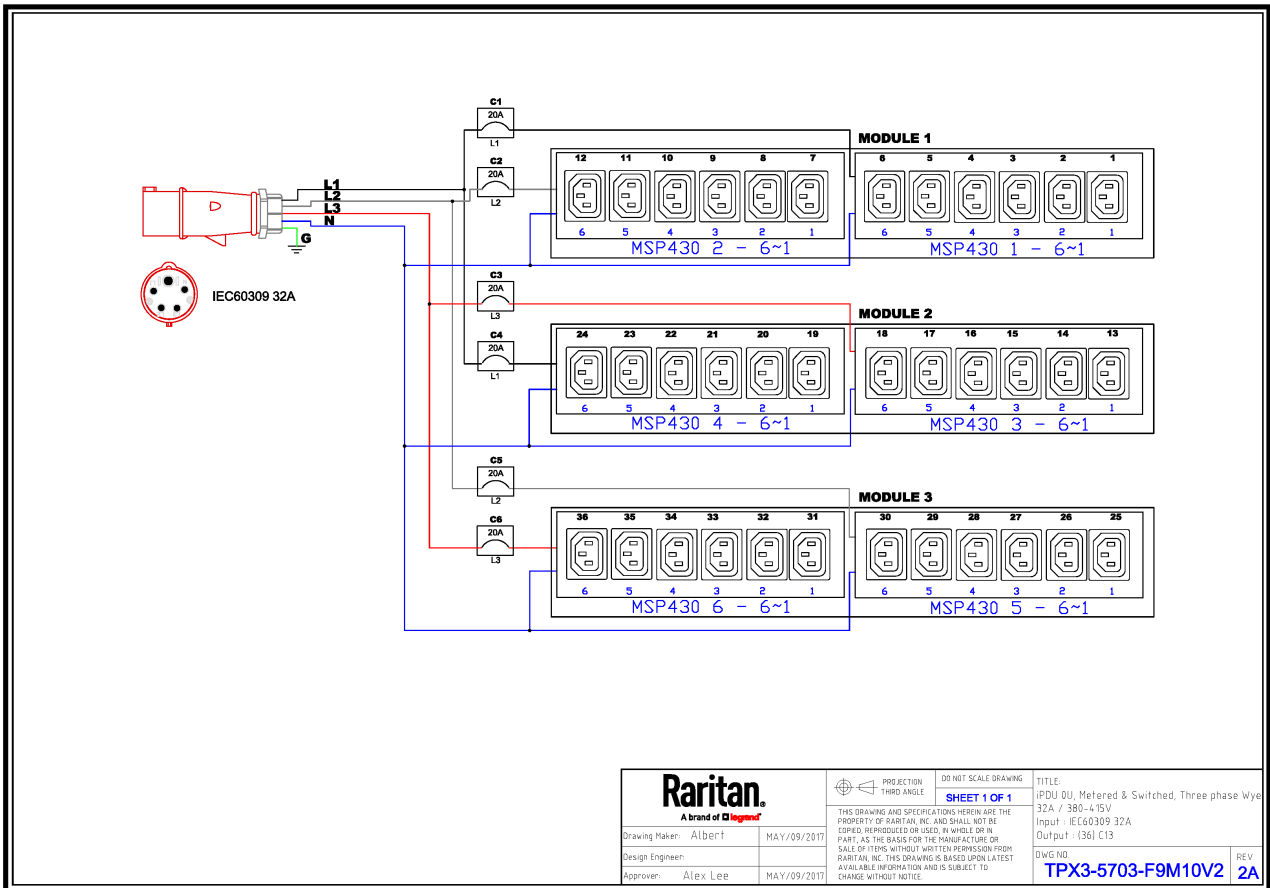 C1
20A
L1
MODULE 1
C2
20A
L2
12 11 10 9 8 7 6 5 4 3 2 1
6 5 4 3 2 1 6 5 4 3 2 1
MSP430 2 - 6~1 MSP430 1 - 6~1
L1
L2
L3
N
G
IEC60309 32A
C3
20A
L3
MODULE 2
C4
20A
L1
24 23 22 21 20 19 18 17 16 15 14 13
6 5 4 3 2 1 6 5 4 3 2 1
MSP430 4 - 6~1 MSP430 3 - 6~1
C5
20A
L2
MODULE 3
C6
20A
L3
36 35 34 33 32 31 30 29 28 27 26 25
6 5 4 3 2 1 6 5 4 3 2 1
MSP430 6 - 6~1 MSP430 5 - 6~1
Raritan.
A brand of legrand
Drawing Maker: Albert MAY/09/2017
Design Engineer:
Approver: Alex Lee MAY/09/2017
PROJECTION
THIRD ANGLE
DO NOT SCALE DRAWING
SHEET 1 OF 1
THIS DRAWING AND SPECIFICATIONS HEREIN ARE THE
PROPERTY OF RARITAN, INC. AND SHALL NOT BE
COPIED, REPRODUCED OR USED, IN WHOLE OR IN
PART, AS THE BASIS FOR THE MANUFACTURE OR
SALE OF ITEMS WITHOUT WRITTEN PERMISSION FROM
RARITAN, INC. THIS DRAWING IS BASED UPON LATEST
AVAILABLE INFORMATION AND IS SUBJECT TO
CHANGE WITHOUT NOTICE.
TITLE:
iPDU 0U, Metered & Switched, Three phase Wye
32A / 380-415V
Input : IEC60309 32A
Output : (36) C13
DWG NO.
TPX3-5703-F9M10V2
REV.
2A